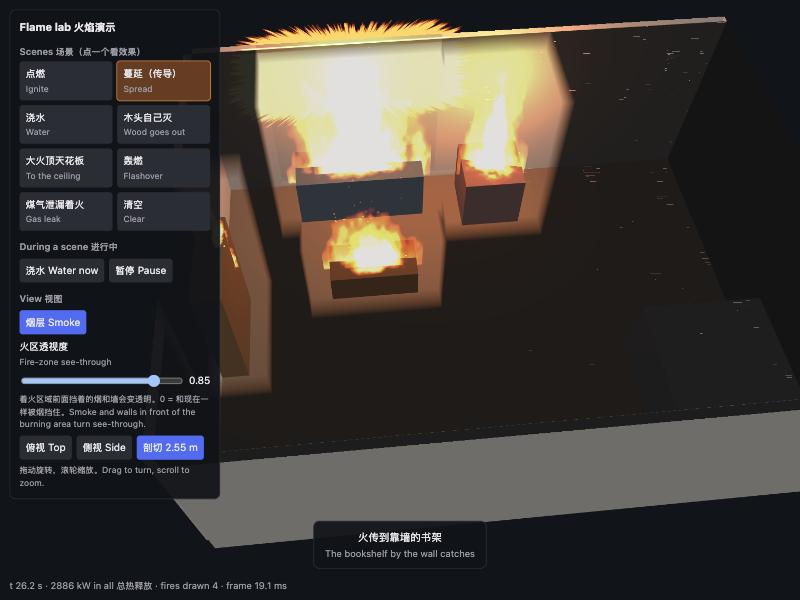 Flame lab 火焰演示
Scenes 场景（点一个看效果）
点燃
Ignite
蔓延（传导）
Spread
浇水
Water
木头自己灭
Wood goes out
大火顶天花板
To the ceiling
轰燃
Flashover
煤气泄漏着火
Gas leak
清空
Clear
During a scene 进行中
浇水 Water now
暂停 Pause
View 视图
烟层 Smoke
火区透视度
Fire-zone see-through
0.85
着火区域前面挡着的烟和墙会变透明。0 = 和现在一
样被烟挡住。Smoke and walls in front of the
burning area turn see-through.
俯视 Top
侧视 Side
剖切 2.55 m
拖动旋转，滚轮缩放。Drag to turn, scroll to
zoom.
火传到靠墙的书架
The bookshelf by the wall catches
t 26.2 s · 2886 kW in all 总热释放 · fires drawn 4 · frame 19.1 ms